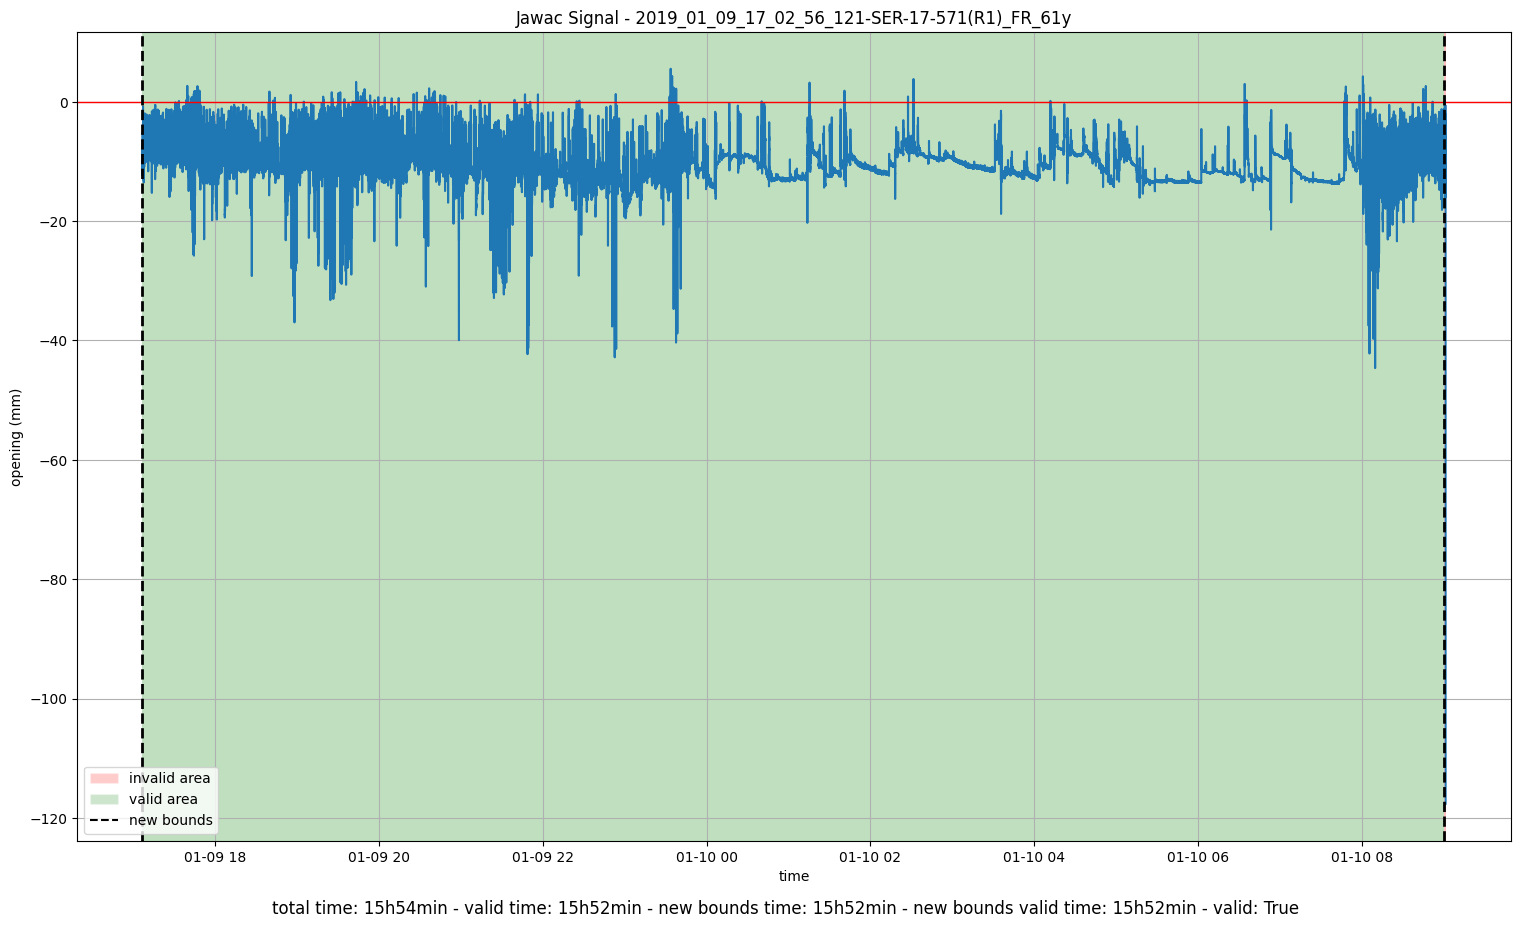 Jawac Signal - 2019_01_09_17_02_56_121-SER-17-571(R1)_FR_61y
opening (mm)
0
−20
−40
−60
−80
−100
−120
invalid area
valid area
new bounds
01-09 18
01-09 20
01-09 22
01-10 00
01-10 02
01-10 04
01-10 06
01-10 08
time
total time: 15h54min - valid time: 15h52min - new bounds time: 15h52min - new bounds valid time: 15h52min - valid: True